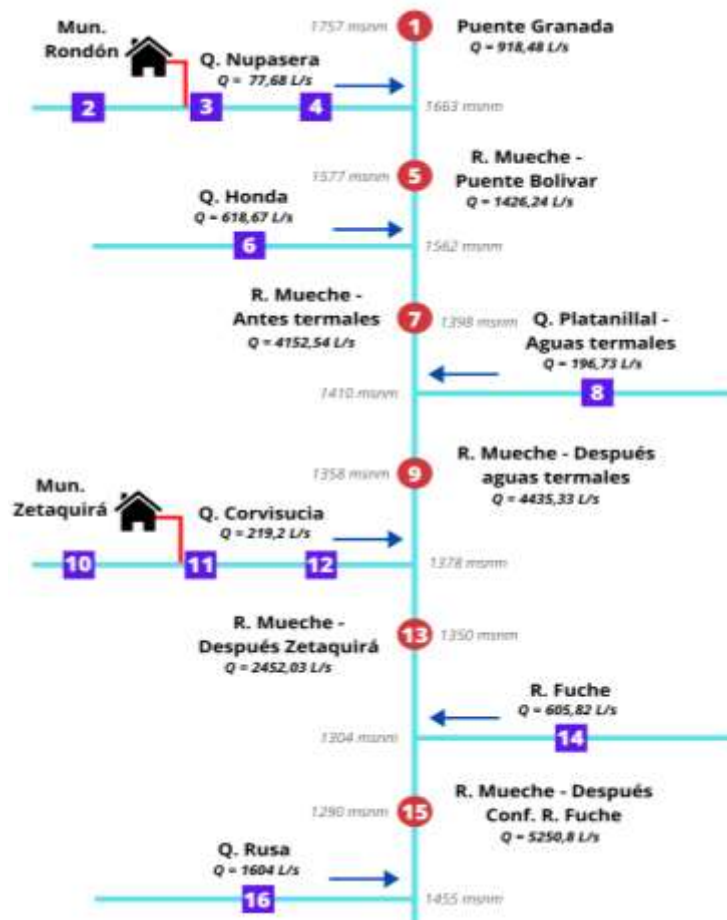 1757 msnm
1
Puente Granada
Q = 918,48 L/s
Mun.
Rondón
Q. Nupasera
Q = 77,68 L/s
2
3
4
1663 msnm
1577 msnm
5
R. Mueche -
Puente Bolivar
Q = 1426,24 L/s
Q. Honda
Q = 618,67 L/s
6
1562 msnm
R. Mueche -
Antes termales
Q = 4152,54 L/s
7
1398 msnm
Q. Platanillal -
Aguas termales
Q = 196,73 L/s
8
1410 msnm
1358 msnm
9
R. Mueche - Después
aguas termales
Q = 4435,33 L/s
Mun.
Zetaquirá
Q. Corvisucia
Q = 219,2 L/s
10
11
12
1378 msnm
R. Mueche -
Después Zetaquirá
Q = 2452,03 L/s
13
1350 msnm
R. Fuche
Q = 605,82 L/s
14
1304 msnm
1290 msnm
15
R. Mueche - Después
Conf. R. Fuche
Q = 5250,8 L/s
Q. Rusa
Q = 1604 L/s
16
1455 msnm